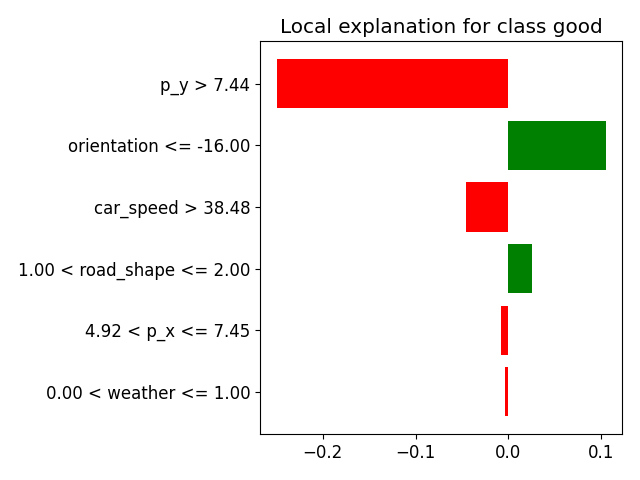 Local explanation for class good
p_y > 7.44
orientation <= -16.00
car_speed > 38.48
1.00 < road_shape <= 2.00
4.92 < p_x <= 7.45
0.00 < weather <= 1.00
−0.2 −0.1 0.0 0.1